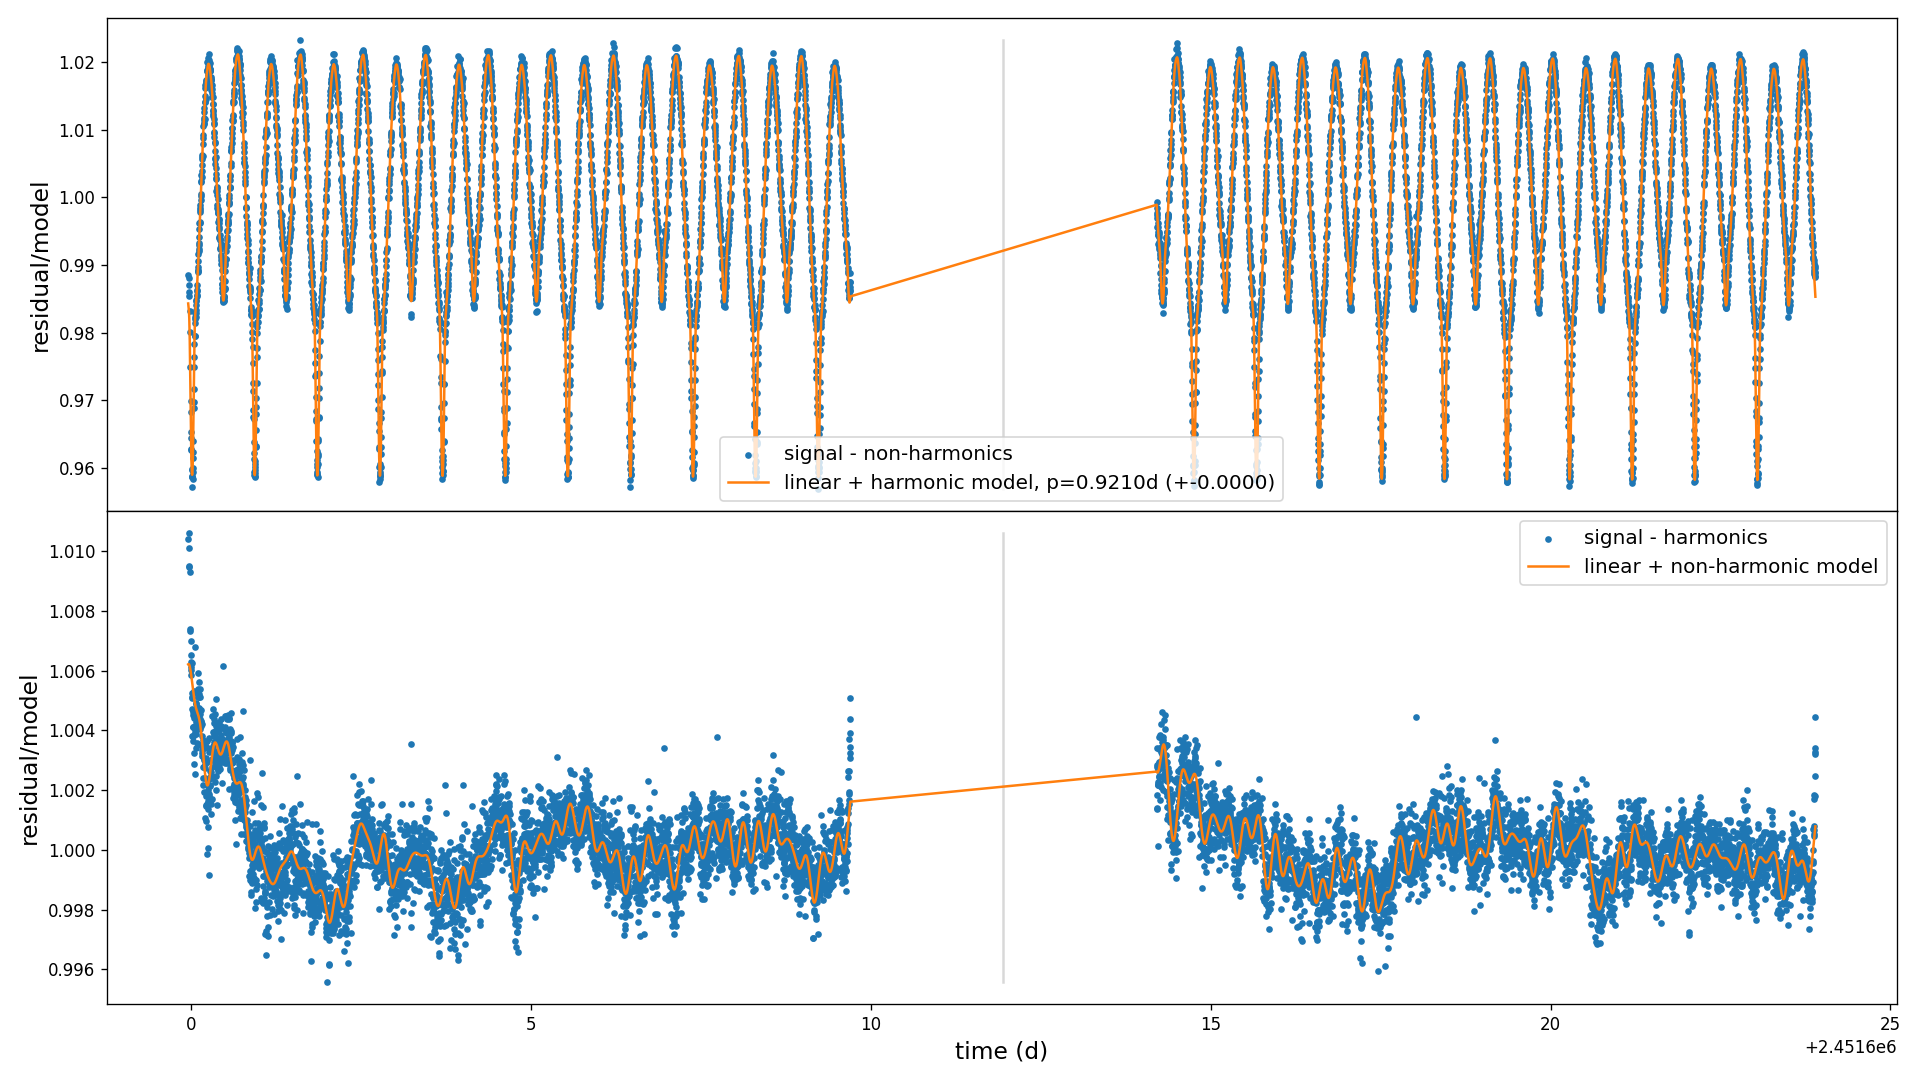 1.02
1.01
1.00
0.99
0.98
0.97
0.96
residual/model
signal - non-harmonics
linear + harmonic model, p=0.9210d (+-0.0000)
1.010
1.008
1.006
1.004
1.002
1.000
0.998
0.996
residual/model
signal - harmonics
linear + non-harmonic model
0 5 10 15 20 25
time (d)
+2.4516e6